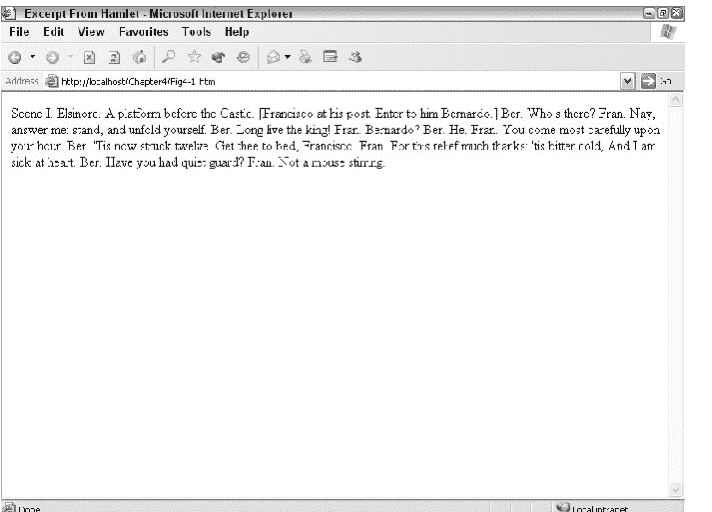 Excerpt From Hamlet - Microsoft Internet Explorer
File Edit View Favorites Tools Help
Address http://localhost/Chapter4/Fig4-1.htm Go
Scene I. Elsinore. A platform before the Castle. [Francisco at his post. Enter to him Bernardo.] Ber. Who's there? Fran. Nay,
answer me: stand, and unfold yourself. Ber. Long live the king! Fran. Bernardo? Ber. He. Fran. You come most carefully upon
your hour. Ber. 'Tis now struck twelve. Get thee to bed, Francisco. Fran. For this relief much thanks: 'tis bitter cold, And I am
sick at heart. Ber. Have you had quiet guard? Fran. Not a mouse stirring.
Done Local intranet